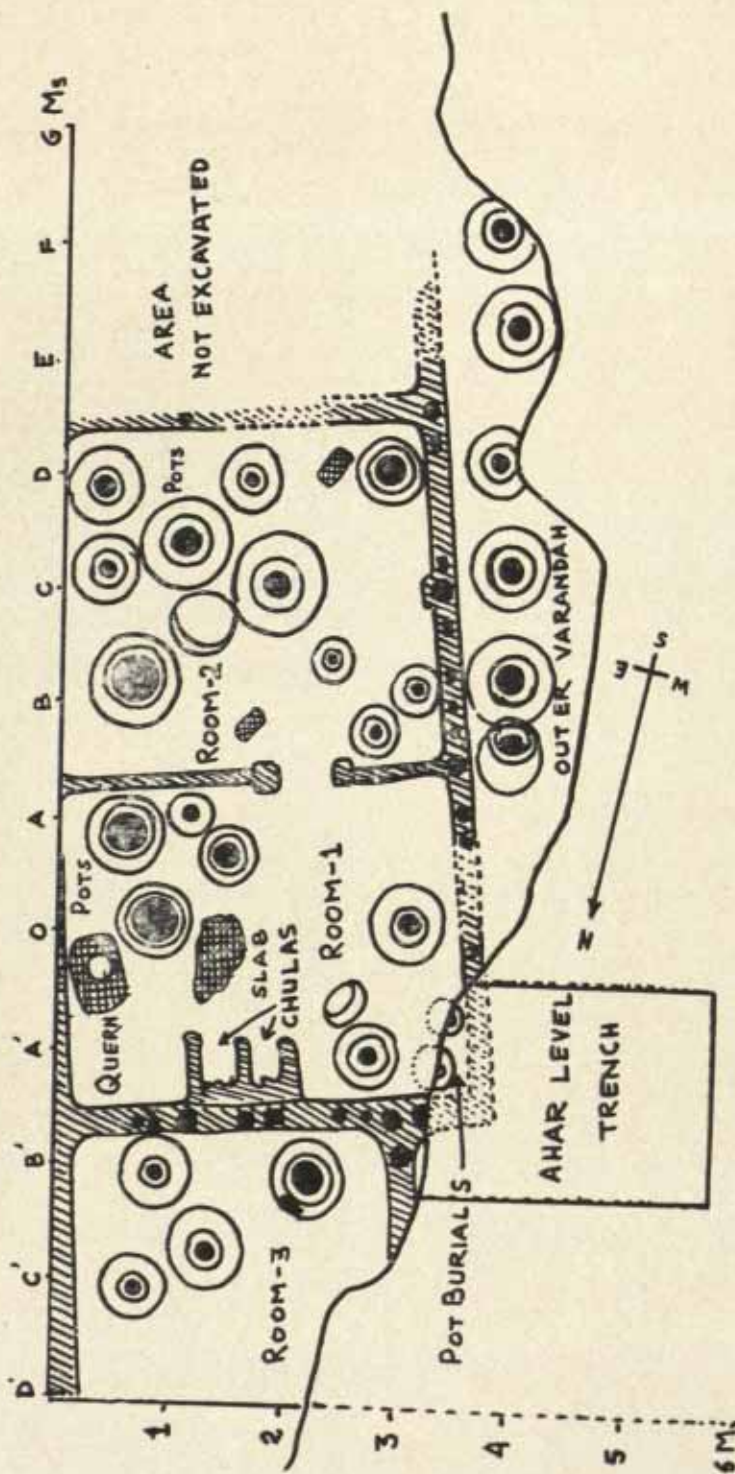 D' C' B' A' O A B C D E F G Ms
1
2
3
4
5
6 M.
QUERN
POTS
SLAB
CHULAS
ROOM-1
ROOM-2
POTS
AREA
NOT EXCAVATED
ROOM-3
POT BURIALS
AHAR LEVEL
TRENCH
OUTER VARANDAH
N
E
S
W